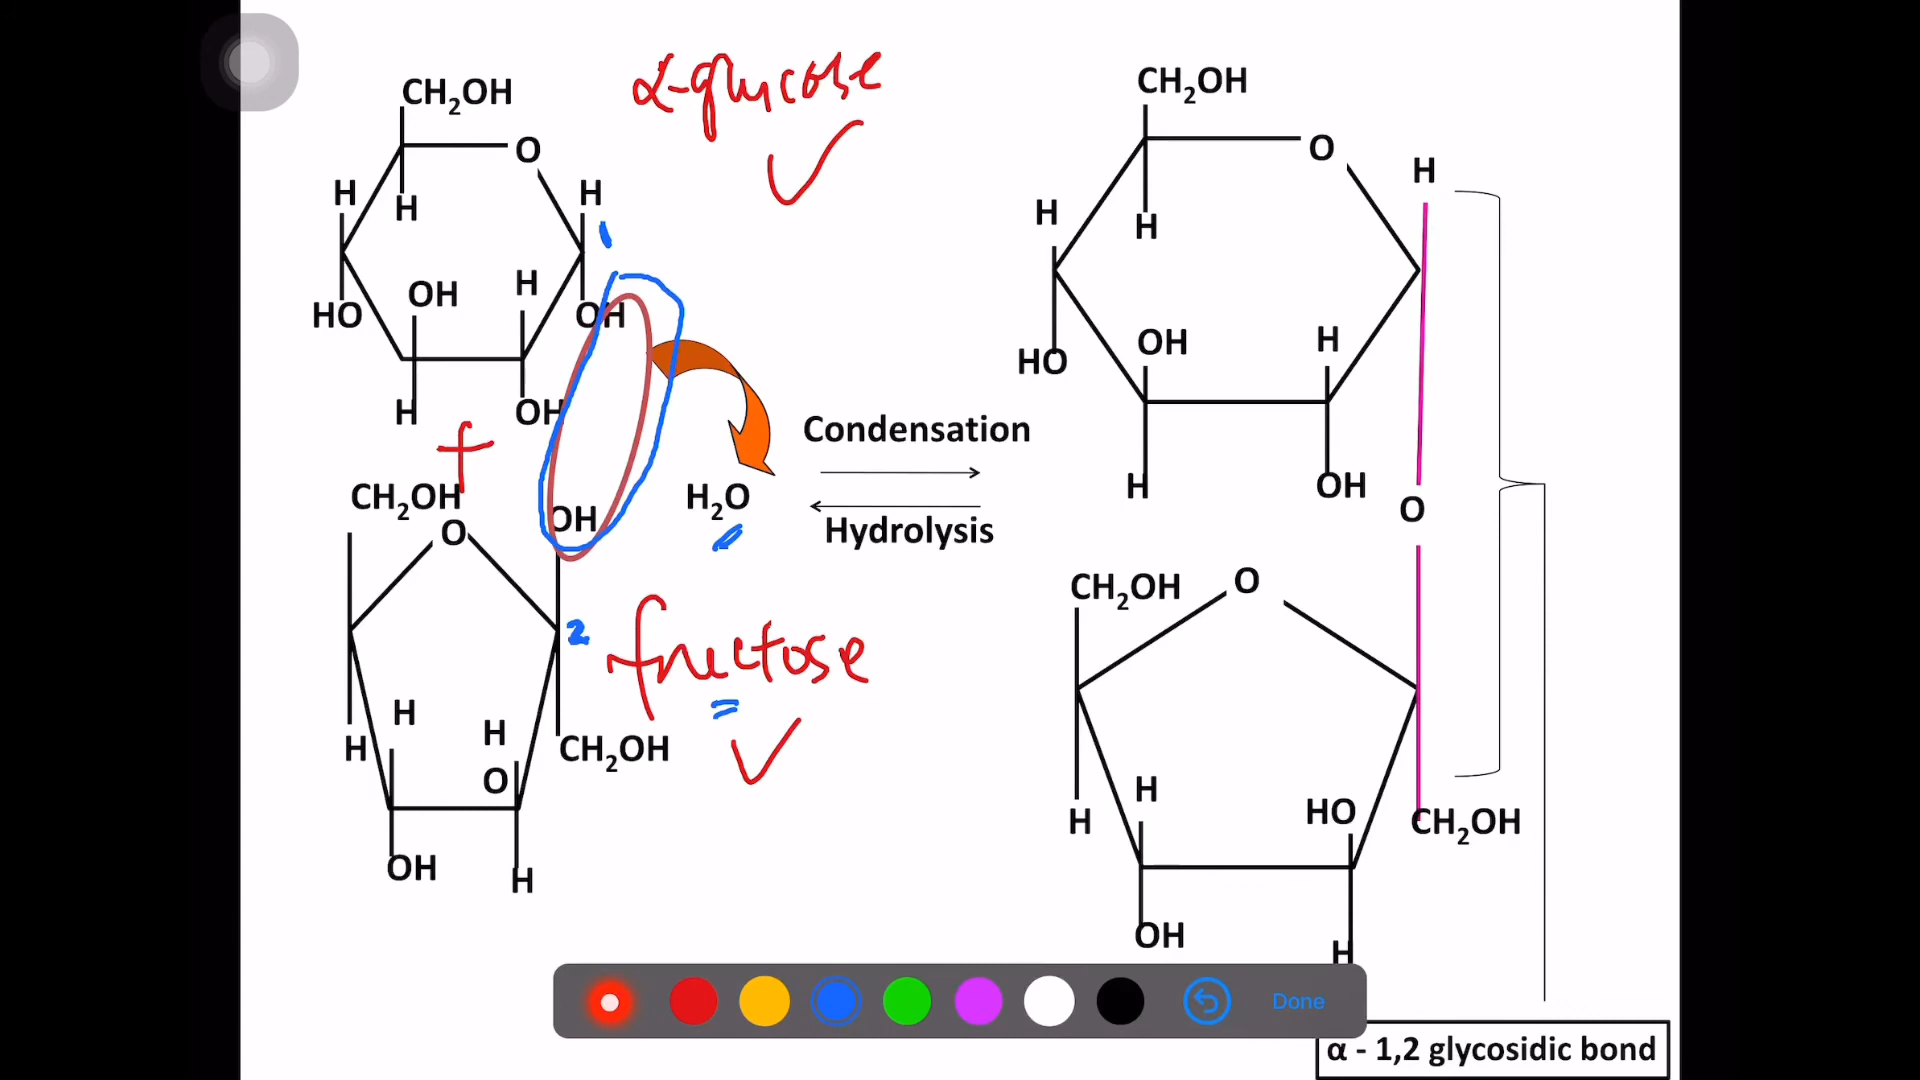 α-glycose
CH₂OH
O
H
H
H
1
OH
H
HO
OH
H
OH
+
CH₂OH
O
OH
H₂O
Condensation
Hydrolysis
2
fructose
H
H
H
O
CH₂OH
OH
H
CH₂OH
O
H
H
H
OH
H
HO
H
OH
O
CH₂OH
O
H
H
HO
CH₂OH
OH
H
Done
α - 1,2 glycosidic bond